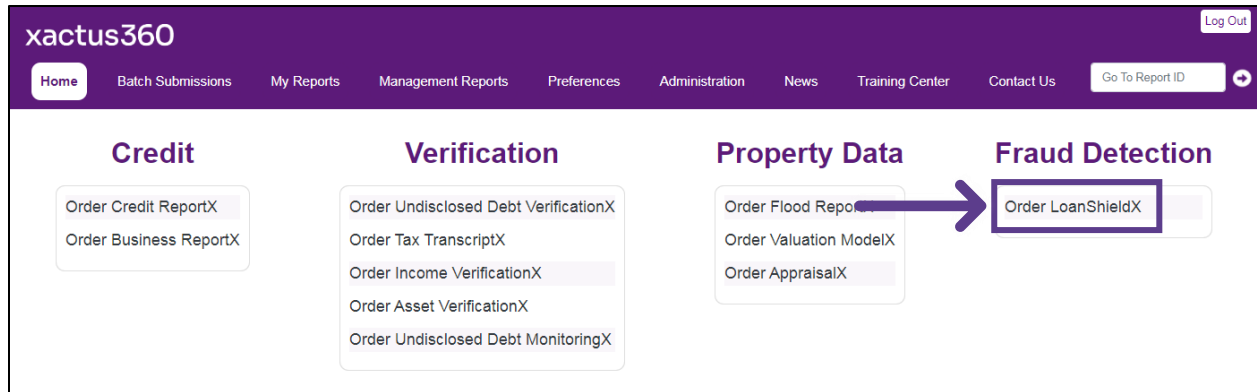 Log Out
xactus360
Home Batch Submissions My Reports Management Reports Preferences Administration News Training Center Contact Us Go To Report ID
Credit
Order Credit ReportX
Order Business ReportX
Verification
Order Undisclosed Debt VerificationX
Order Tax TranscriptX
Order Income VerificationX
Order Asset VerificationX
Order Undisclosed Debt MonitoringX
Property Data
Order Flood ReportX
Order Valuation ModelX
Order AppraisalX
Fraud Detection
Order LoanShieldX